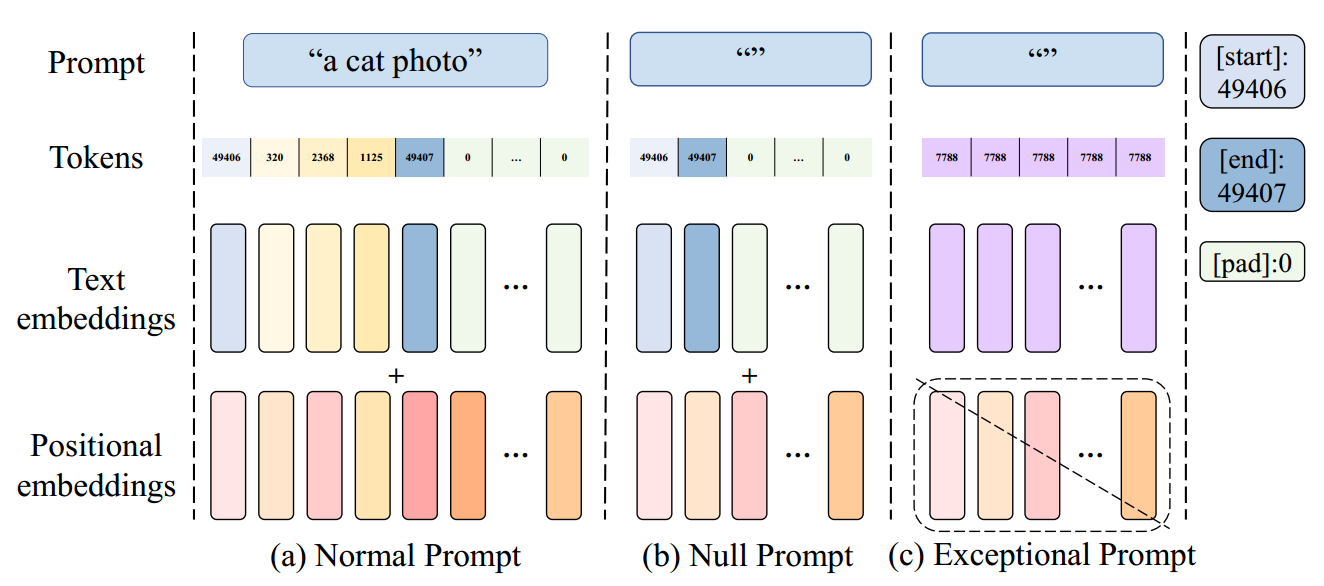 Prompt
“a cat photo”
“”
“”
[start]:
49406
Tokens
49406 320 2368 1125 49407 0 ... 0
49406 49407 0 ... 0
7788 7788 7788 7788 7788
[end]:
49407
[pad]:0
Text
embeddings
...
...
...
+
+
Positional
embeddings
...
...
...
(a) Normal Prompt
(b) Null Prompt
(c) Exceptional Prompt